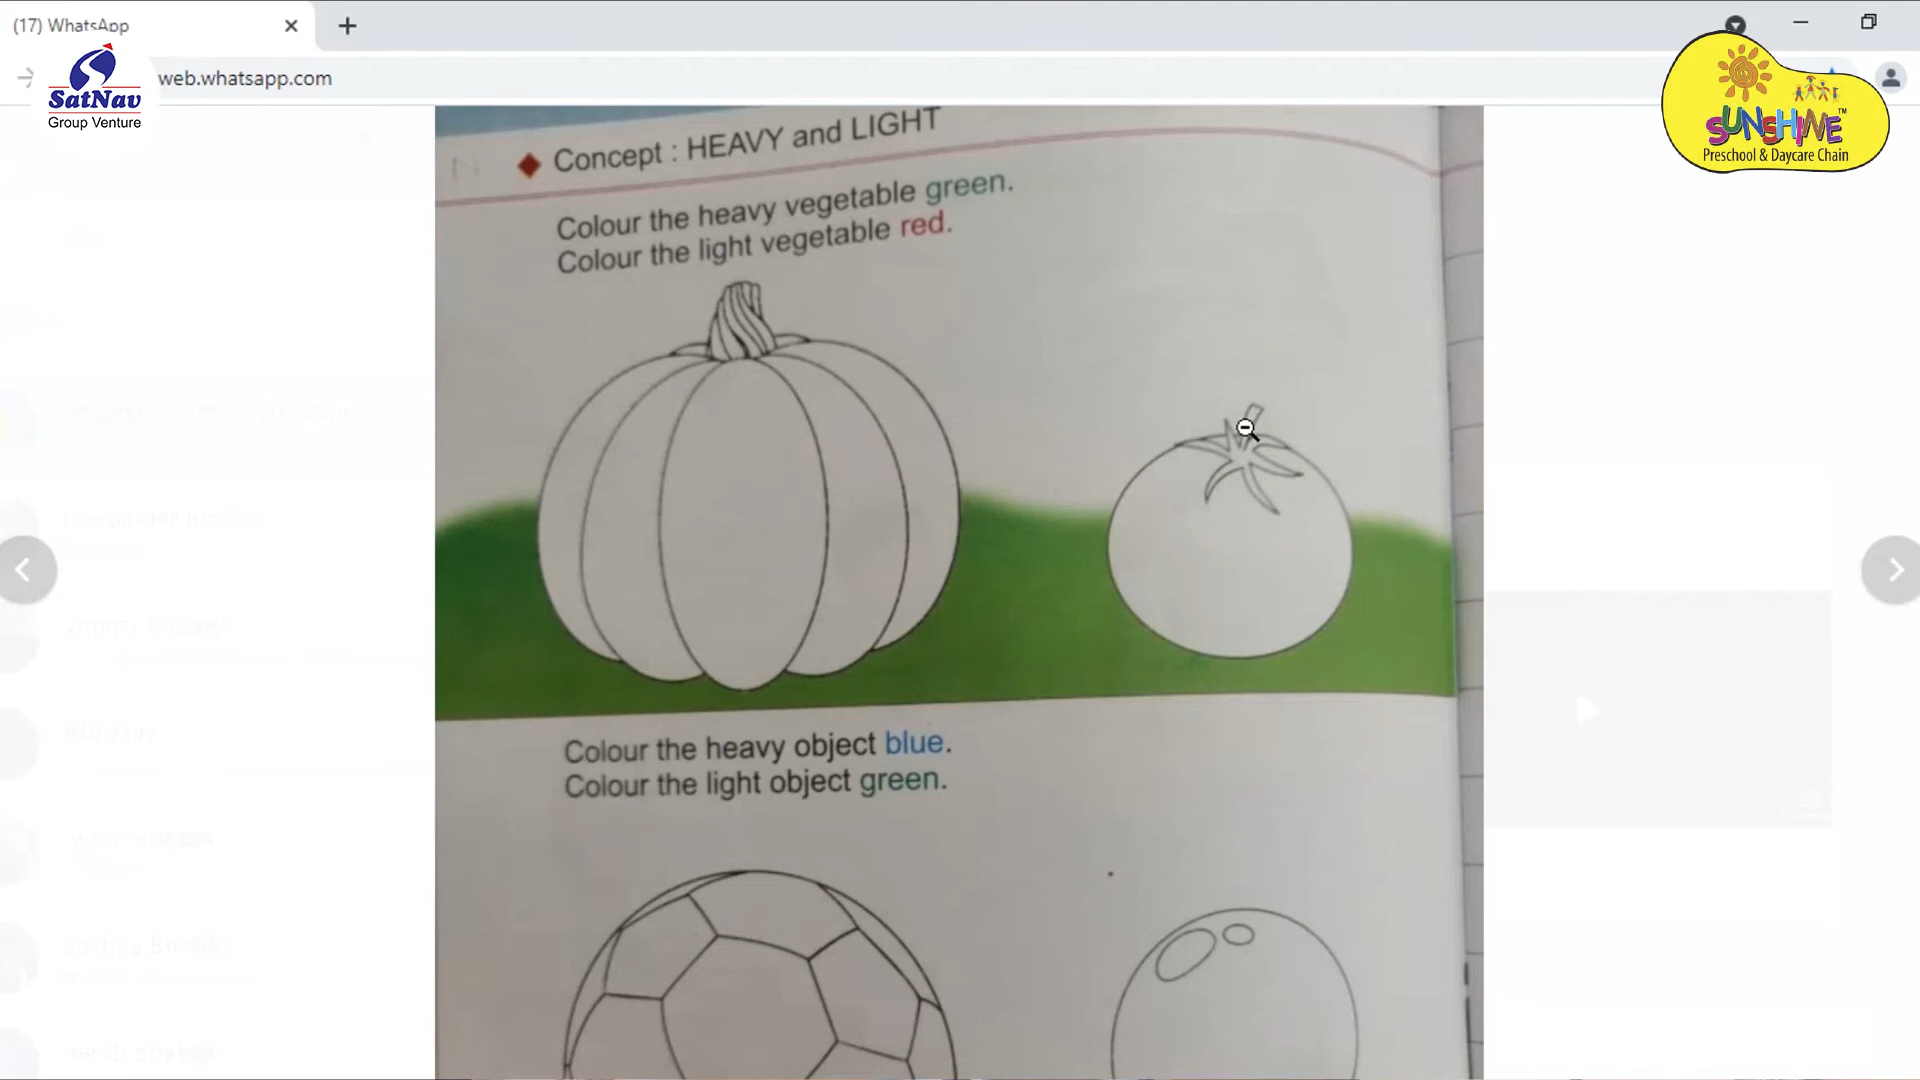 (17) WhatsApp
web.whatsapp.com
SatNav
Group Venture
SUNSHiNE™
Preschool & Daycare Chain
Concept : HEAVY and LIGHT
Colour the heavy vegetable green.
Colour the light vegetable red.
Colour the heavy object blue.
Colour the light object green.